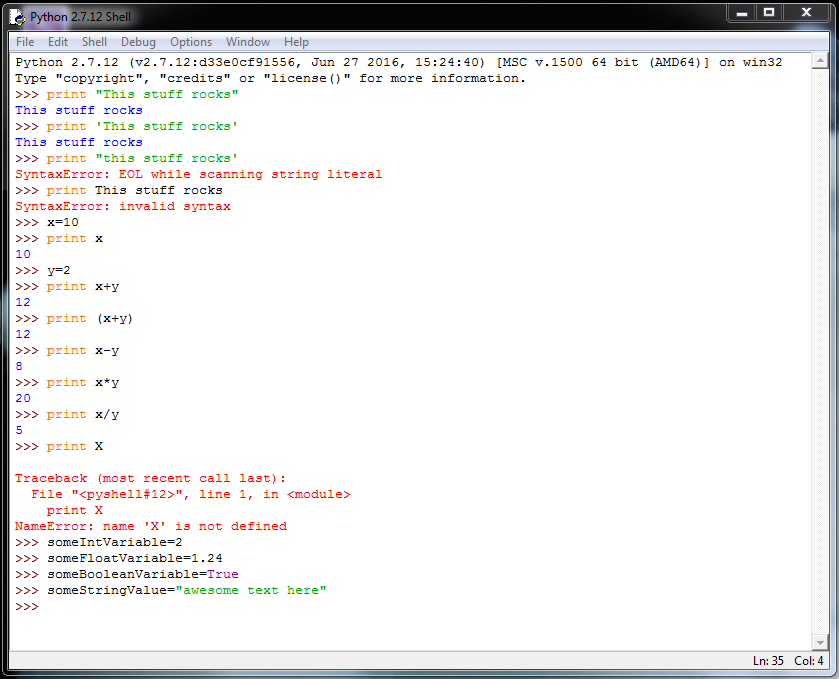 Python 2.7.12 Shell
File Edit Shell Debug Options Window Help
Python 2.7.12 (v2.7.12:d33e0cf91556, Jun 27 2016, 15:24:40) [MSC v.1500 64 bit (AMD64)] on win32
Type "copyright", "credits" or "license()" for more information.
>>> print "This stuff rocks"
This stuff rocks
>>> print 'This stuff rocks'
This stuff rocks
>>> print "this stuff rocks'
SyntaxError: EOL while scanning string literal
>>> print This stuff rocks
SyntaxError: invalid syntax
>>> x=10
>>> print x
10
>>> y=2
>>> print x+y
12
>>> print (x+y)
12
>>> print x-y
8
>>> print x*y
20
>>> print x/y
5
>>> print X
Traceback (most recent call last):
  File "<pyshell#12>", line 1, in <module>
    print X
NameError: name 'X' is not defined
>>> someIntVariable=2
>>> someFloatVariable=1.24
>>> someBooleanVariable=True
>>> someStringValue="awesome text here"
>>>
Ln: 35 Col: 4